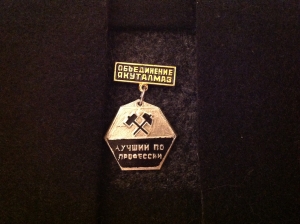 ОБЪЕДИНЕНИЕ
ЯКУТАЛМАЗ
ЛУЧШИЙ ПО
ПРОФЕССИИ